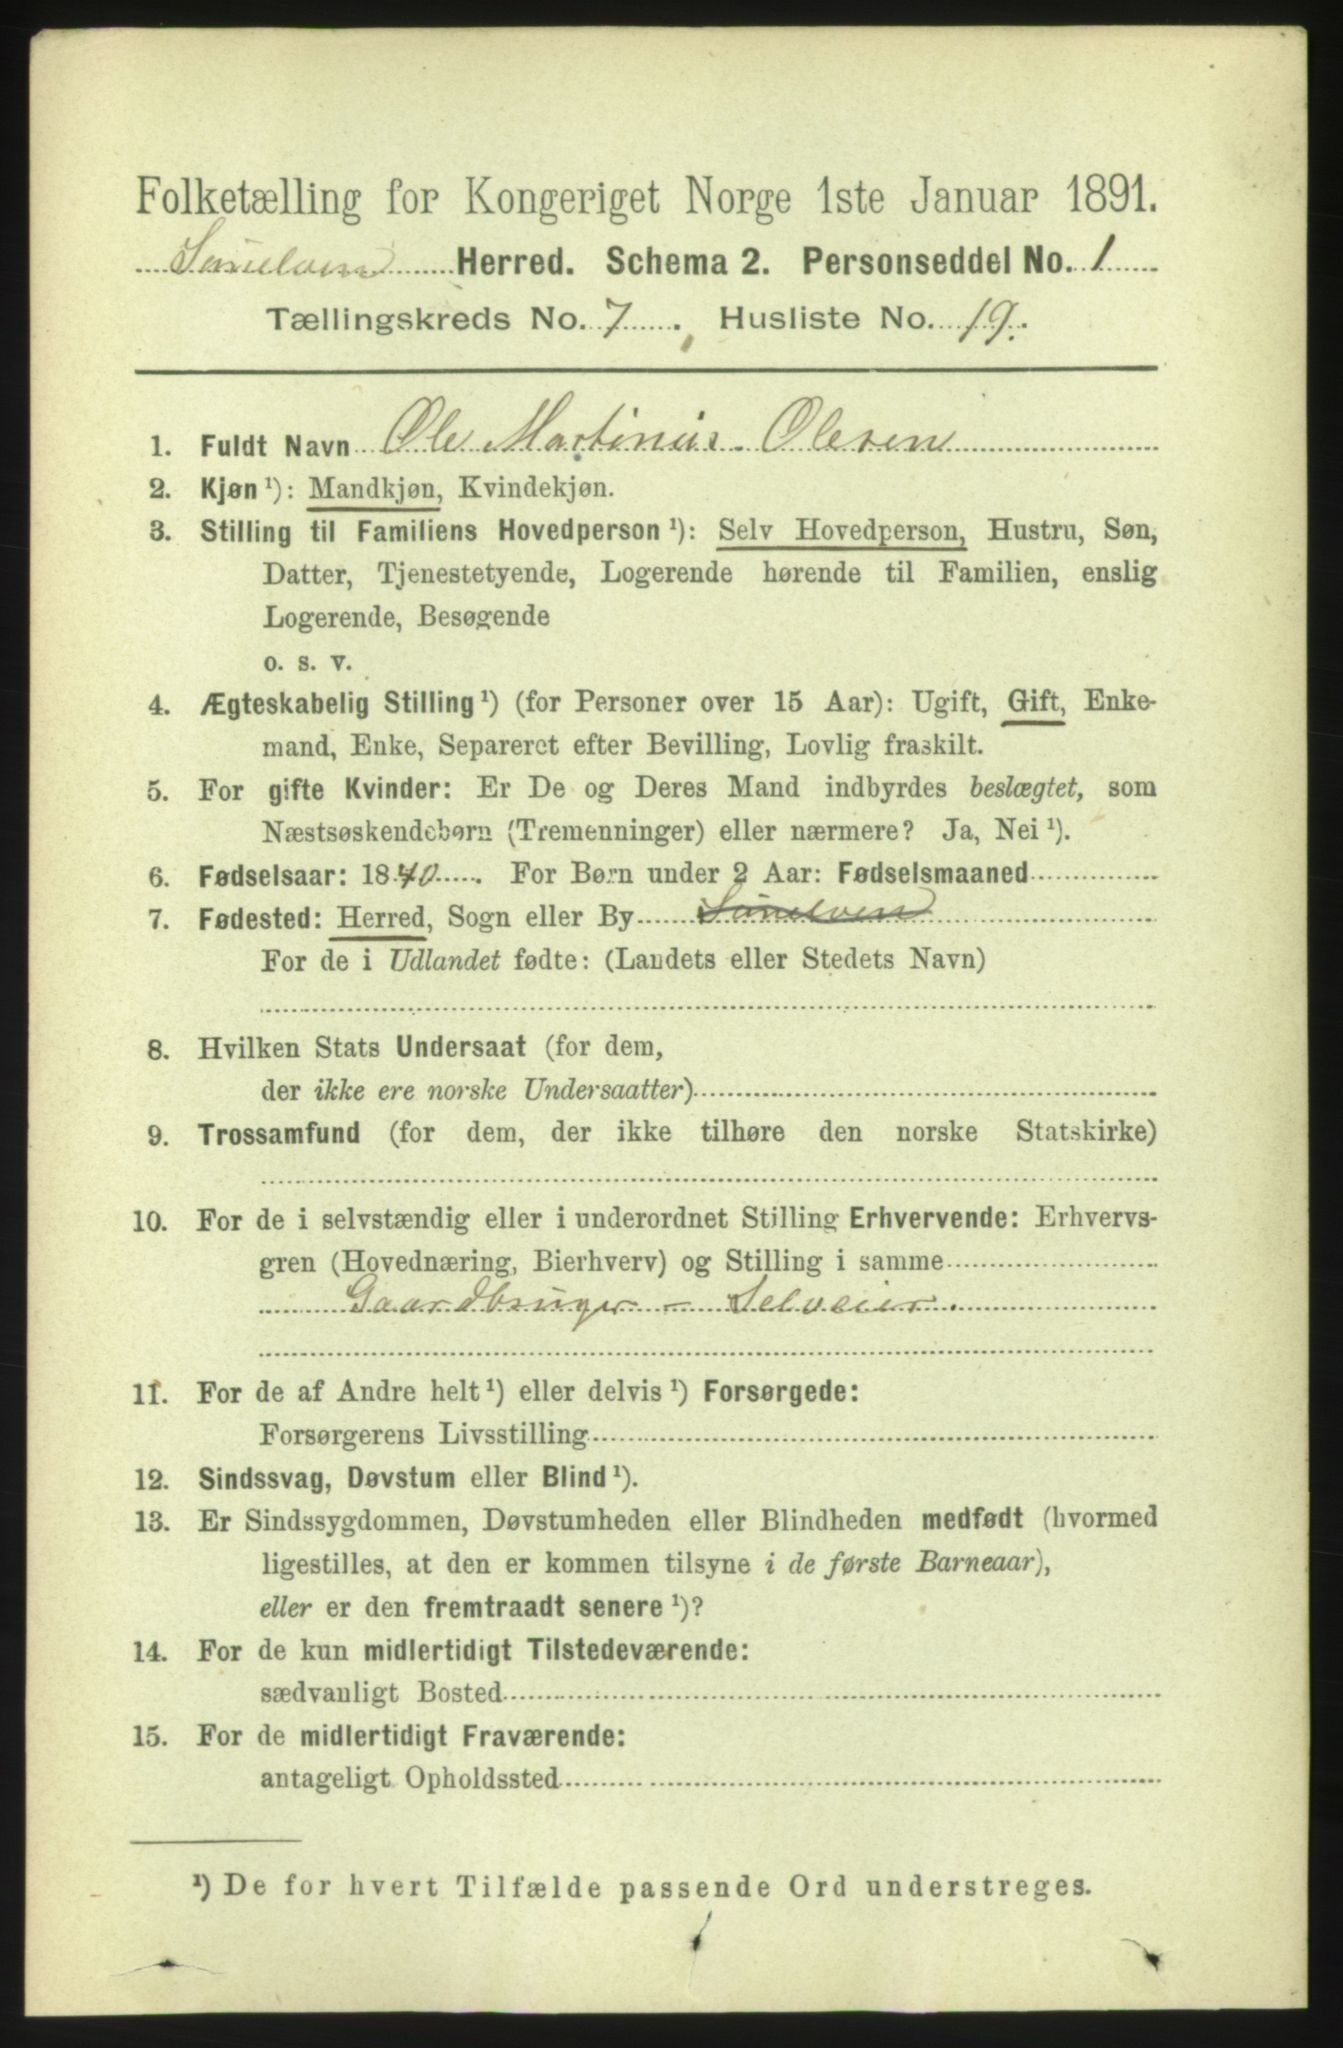 Folketælling for Kongeriget Norge 1ste Januar 1891.
Sunelven Herred. Schema 2. Personseddel No. 1
Tællingskreds No. 7. Husliste No. 19.
1. Fuldt Navn Ole Martinus Olesen
2. Kjøn ¹): Mandkjøn, Kvindekjøn.
3. Stilling til Familiens Hovedperson ¹): Selv Hovedperson, Hustru, Søn,
Datter, Tjenestetyende, Logerende hørende til Familien, enslig
Logerende, Besøgende
o. s. v.
4. Ægteskabelig Stilling ¹) (for Personer over 15 Aar): Ugift, Gift, Enke-
mand, Enke, Separeret efter Bevilling, Lovlig fraskilt.
5. For gifte Kvinder: Er De og Deres Mand indbyrdes beslægtet, som
Næstsøskendebørn (Tremenninger) eller nærmere? Ja, Nei ¹).
6. Fødselsaar: 1840. For Børn under 2 Aar: Fødselsmaaned
7. Fødested: Herred, Sogn eller By Sunelven
For de i Udlandet fødte: (Landets eller Stedets Navn)
8. Hvilken Stats Undersaat (for dem,
der ikke ere norske Undersaatter)
9. Trossamfund (for dem, der ikke tilhøre den norske Statskirke)
10. For de i selvstændig eller i underordnet Stilling Erhvervende: Erhvervs-
gren (Hovednæring, Bierhverv) og Stilling i samme
Gaardbruger - Selveier.
11. For de af Andre helt ¹) eller delvis ¹) Forsørgede:
Forsørgerens Livsstilling
12. Sindssvag, Døvstum eller Blind ¹).
13. Er Sindssygdommen, Døvstumheden eller Blindheden medfødt (hvormed
ligestilles, at den er kommen tilsyne i de første Barneaar),
eller er den fremtraadt senere ¹)?
14. For de kun midlertidigt Tilstedeværende:
sædvanligt Bosted
15. For de midlertidigt Fraværende:
antageligt Opholdssted
¹) De for hvert Tilfælde passende Ord understreges.